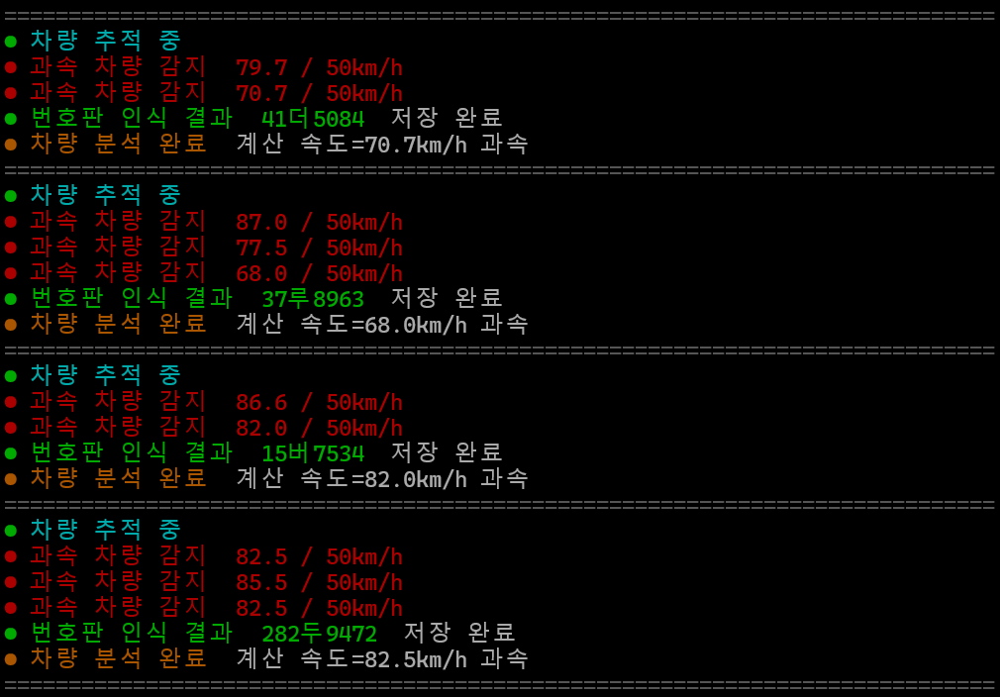 ================================================================================
● 차량 추적 중
● 과속 차량 감지  79.7 / 50km/h
● 과속 차량 감지  70.7 / 50km/h
● 번호판 인식 결과  41더5084  저장 완료
● 차량 분석 완료  계산 속도=70.7km/h 과속
================================================================================
● 차량 추적 중
● 과속 차량 감지  87.0 / 50km/h
● 과속 차량 감지  77.5 / 50km/h
● 과속 차량 감지  68.0 / 50km/h
● 번호판 인식 결과  37루8963  저장 완료
● 차량 분석 완료  계산 속도=68.0km/h 과속
================================================================================
● 차량 추적 중
● 과속 차량 감지  86.6 / 50km/h
● 과속 차량 감지  82.0 / 50km/h
● 번호판 인식 결과  15버7534  저장 완료
● 차량 분석 완료  계산 속도=82.0km/h 과속
================================================================================
● 차량 추적 중
● 과속 차량 감지  82.5 / 50km/h
● 과속 차량 감지  85.5 / 50km/h
● 과속 차량 감지  82.5 / 50km/h
● 번호판 인식 결과  282두9472  저장 완료
● 차량 분석 완료  계산 속도=82.5km/h 과속
================================================================================